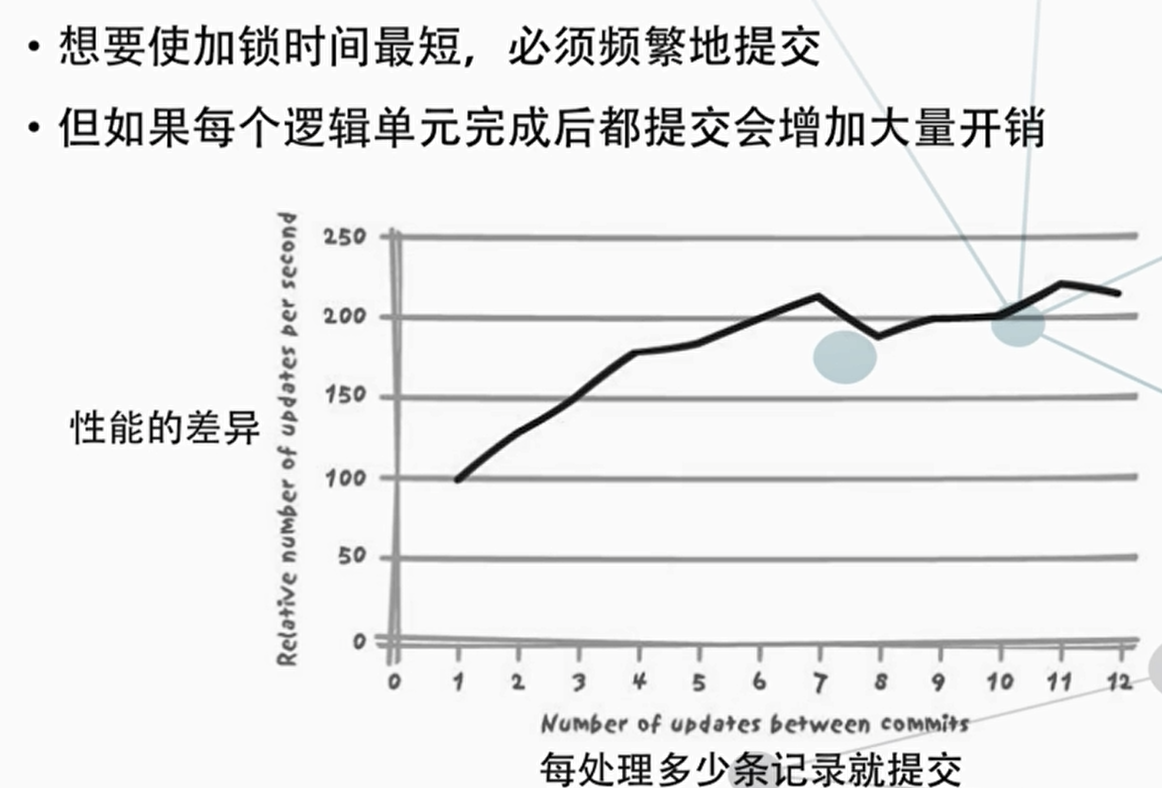 • 想要使加锁时间最短，必须频繁地提交
• 但如果每个逻辑单元完成后都提交会增加大量开销
Relative number of updates per second
250
200
150
性能的差异
100
50
0
0 1 2 3 4 5 6 7 8 9 10 11 12
Number of updates between commits
每处理多少条记录就提交